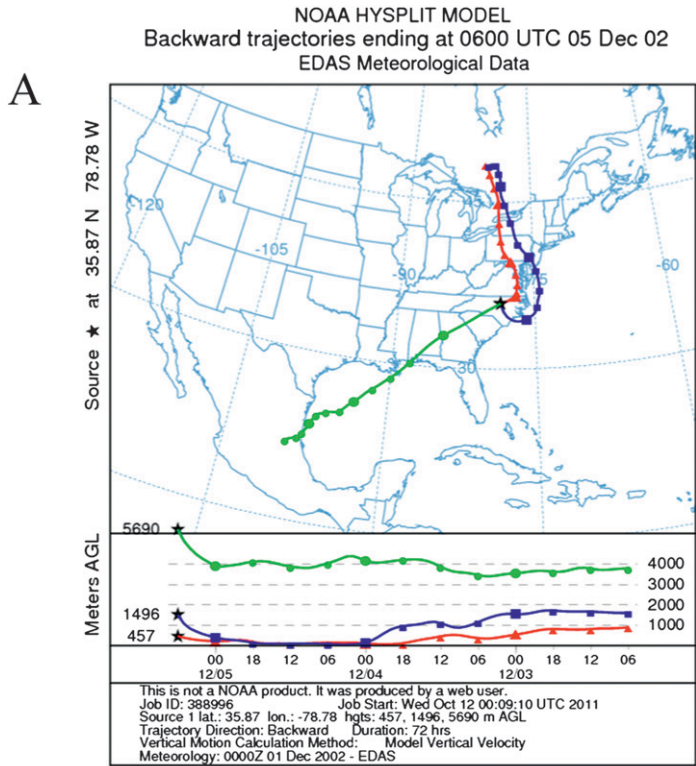 NOAA HYSPLIT MODEL
Backward trajectories ending at 0600 UTC 05 Dec 02
EDAS Meteorological Data
A
Source ★ at 35.87 N 78.78 W
-120
-105
-90
45
-75
-60
30
Meters AGL
5690
1496
457
4000
3000
2000
1000
00 18 12 06 00 18 12 06 00 18 12 06
12/05 12/04 12/03
This is not a NOAA product. It was produced by a web user.
Job ID: 388996 Job Start: Wed Oct 12 00:09:10 UTC 2011
Source 1 lat.: 35.87 lon.: -78.78 hgts: 457, 1496, 5690 m AGL
Trajectory Direction: Backward Duration: 72 hrs
Vertical Motion Calculation Method: Model Vertical Velocity
Meteorology: 0000Z 01 Dec 2002 - EDAS